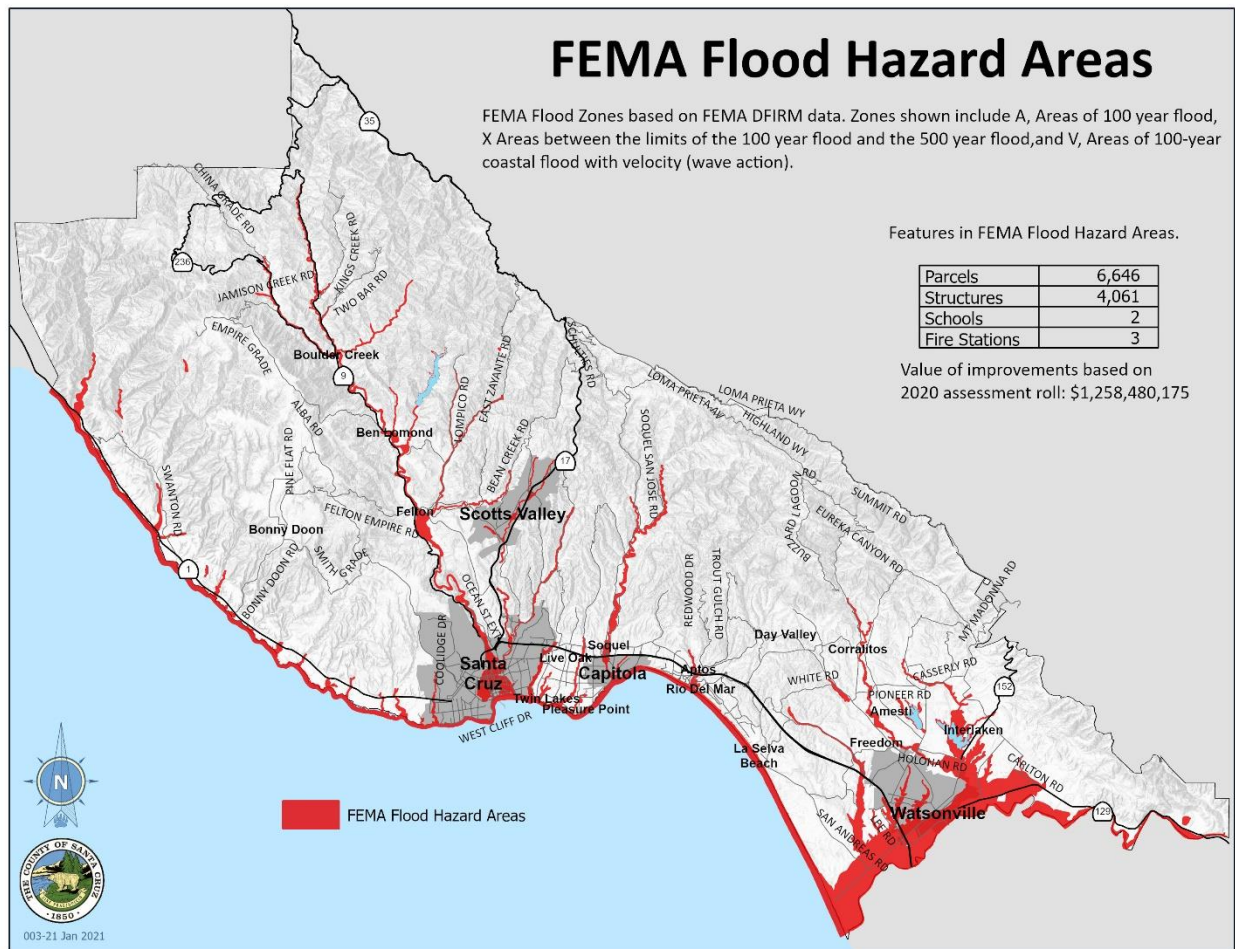 FEMA Flood Hazard Areas
FEMA Flood Zones based on FEMA DFIRM data. Zones shown include A, Areas of 100 year flood,
X Areas between the limits of the 100 year flood and the 500 year flood,and V, Areas of 100-year
coastal flood with velocity (wave action).
Features in FEMA Flood Hazard Areas.
Parcels 6,646
Structures 4,061
Schools 2
Fire Stations 3
Value of improvements based on
2020 assessment roll: $1,258,480,175
35
CHINA GRADE RD
236
KINGS CREEK RD
JAMISON CREEK RD
TWO BAR RD
EMPIRE GRADE
Boulder Creek
9
LOMPICO RD
EAST ZAYANTE RD
LOMA PRIETA AV
LOMA PRIETA WY
HIGHLAND WY
ALBA RD
Ben Lomond
PINE FLAT RD
BEAN CREEK RD
17
SOQUEL SAN JOSE RD
RD
SUMMIT RD
SWANTON RD
BUZZARD LAGOON
EUREKA CANYON RD
Felton
Scotts Valley
Bonny Doon
FELTON EMPIRE RD
SMITH
GRADE
1
BONNY DOON RD
OCEAN ST EXT
REDWOOD DR
TROUT GULCH RD
MT MADONNA RD
COOLIDGE DR
Day Valley
Corralitos
Soquel
Live Oak
Santa
Cruz
Capitola
Aptos
Rio Del Mar
WHITE RD
CASSERLY RD
152
PIONEER RD
Amesti
Twin Lakes
Pleasure Point
WEST CLIFF DR
Interlaken
La Selva
Beach
Freedom
HOLOHAN RD
CARLTON RD
Watsonville
129
SAN ANDREAS RD
LEE RD
N
FEMA Flood Hazard Areas
THE COUNTY OF SANTA CRUZ
1850
003-21 Jan 2021